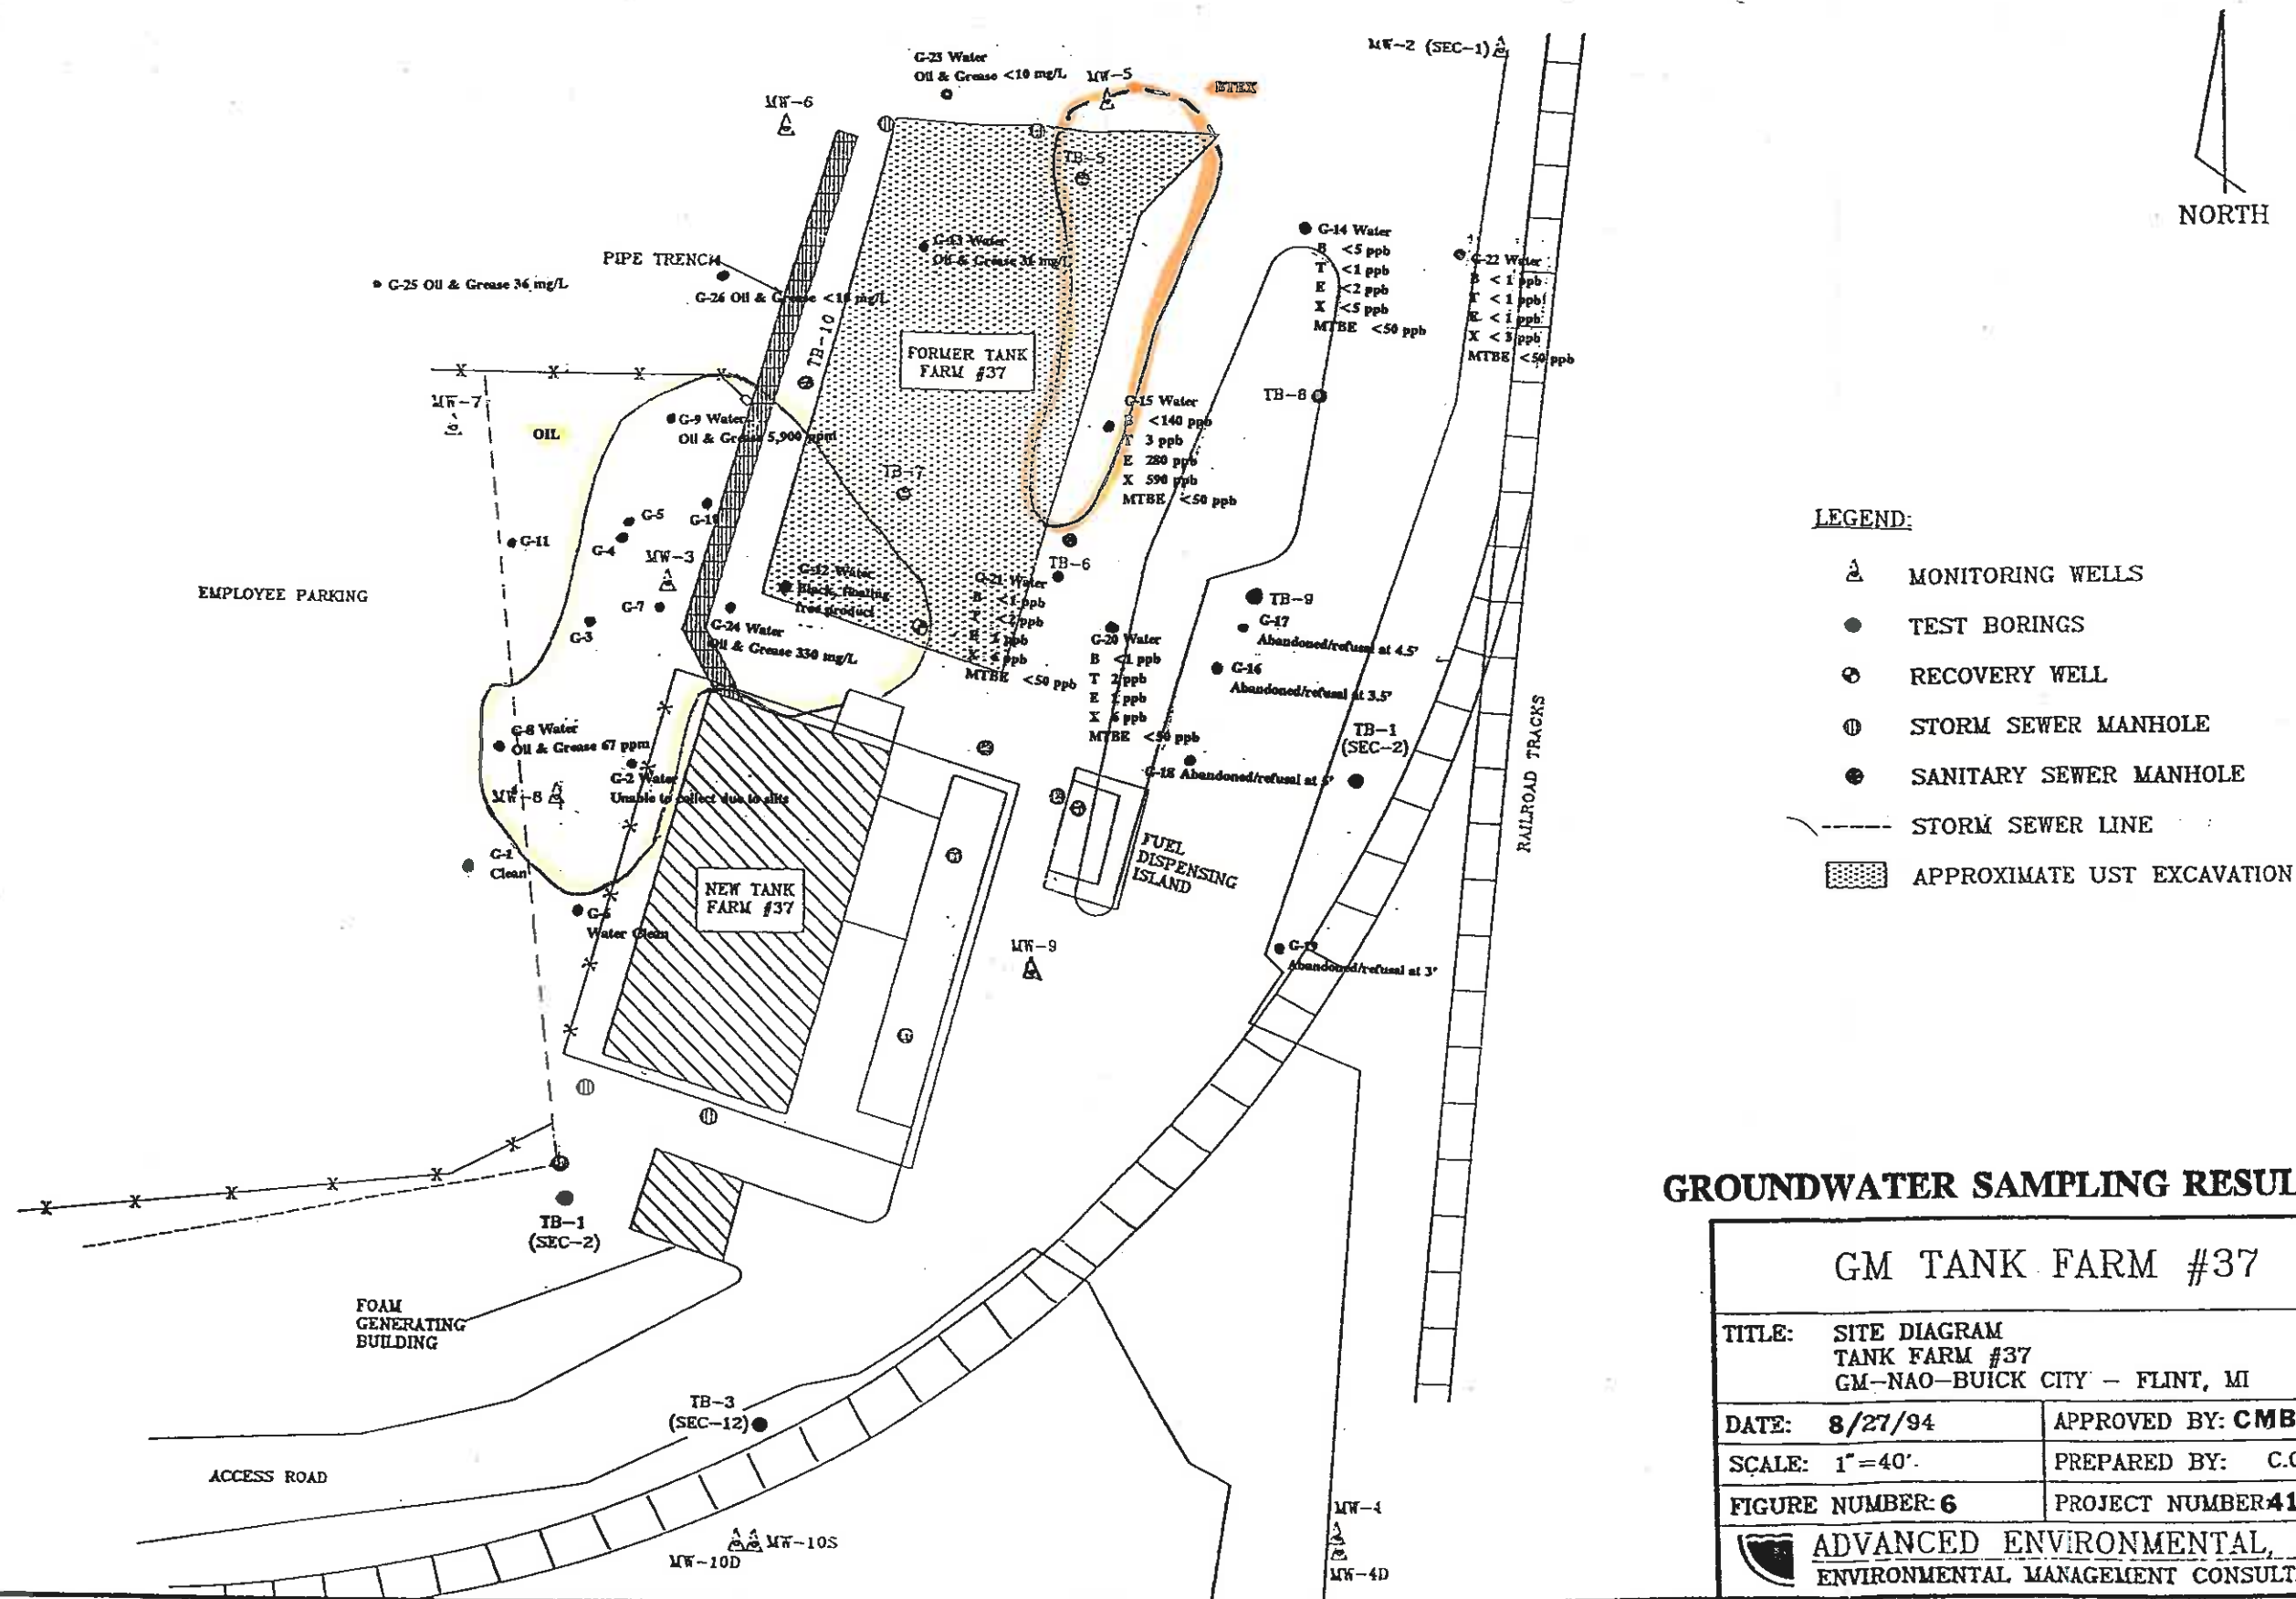 MW-2 (SEC-1)
G-23 Water
Oil & Grease <10 mg/L
MW-5
BTEX
MW-6
NORTH
TB-5
G-14 Water
B <5 ppb
T <1 ppb
E <2 ppb
X <5 ppb
MTBE <50 ppb
G-22 Water
B <1 ppb
T <1 ppb
E <1 ppb
X <3 ppb
MTBE <50 ppb
G-13 Water
Oil & Grease 31 mg/L
PIPE TRENCH
G-25 Oil & Grease 36 mg/L
G-26 Oil & Grease <10 mg/L
TB-10
FORMER TANK
FARM #37
MW-7
OIL
G-9 Water
Oil & Grease 5,900 ppm
TB-8
G-15 Water
B <140 ppb
T 3 ppb
E 280 ppb
X 590 ppb
MTBE <50 ppb
TB-7
G-5
G-4
G-11
MW-3
TB-6
G-12 Water
Black, floating
free product
G-21 Water
B <1 ppb
<2 ppb
ppb
ppb
MTBE <50 ppb
EMPLOYEE PARKING
G-7
G-3
G-24 Water
Oil & Grease 330 mg/L
TB-9
G-17
Abandoned/refusal at 4.5'
G-16
Abandoned/refusal at 3.5'
G-20 Water
B <1 ppb
T 2 ppb
E ppb
X 6 ppb
MTBE <50 ppb
TB-1
(SEC-2)
G-18 Abandoned/refusal at 5'
G-8 Water
Oil & Grease 67 ppm
G-2 Water
Unable to collect due to silts
MW-8
G-1
Clean
G-6
Water Clean
NEW TANK
FARM #37
FUEL
DISPENSING
ISLAND
RAILROAD TRACKS
MW-9
G-19
Abandoned/refusal at 3'
LEGEND:
MONITORING WELLS
TEST BORINGS
RECOVERY WELL
STORM SEWER MANHOLE
SANITARY SEWER MANHOLE
STORM SEWER LINE
APPROXIMATE UST EXCAVATION
TB-1
(SEC-2)
FOAM
GENERATING
BUILDING
ACCESS ROAD
TB-3
(SEC-12)
MW-10D
MW-10S
MW-4
MW-4D
GROUNDWATER SAMPLING RESUL
GM TANK FARM #37
TITLE: SITE DIAGRAM
TANK FARM #37
GM-NAO-BUICK CITY - FLINT, MI
DATE: 8/27/94
APPROVED BY: CMB
SCALE: 1"=40'
PREPARED BY: C.
FIGURE NUMBER: 6
PROJECT NUMBER: 41
ADVANCED ENVIRONMENTAL,
ENVIRONMENTAL MANAGEMENT CONSULT